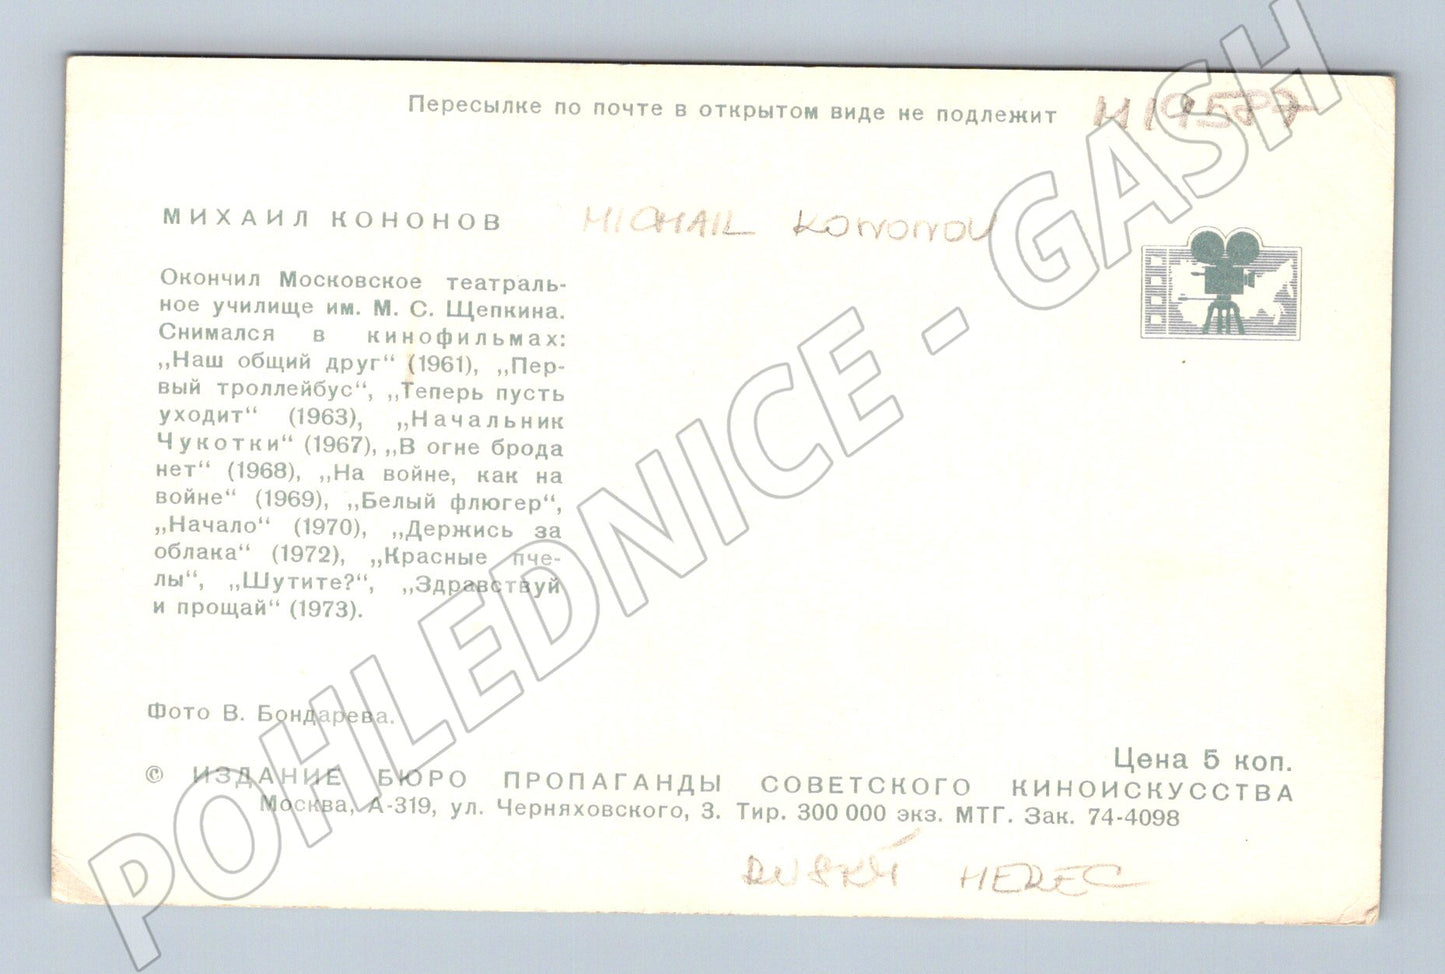 Пересылке по почте в открытом виде не подлежит
МИХАИЛ КОНОНОВ
MICHAIL KONONOV
Окончил Московское театраль-
ное училище им. М. С. Щепкина.
Снимался в кинофильмах:
„Наш общий друг“ (1961), „Пер-
вый троллейбус“, „Теперь пусть
уходит“ (1963), „Начальник
Чукотки“ (1967), „В огне брода
нет“ (1968), „На войне, как на
войне“ (1969), „Белый флюгер“,
„Начало“ (1970), „Держись за
облака“ (1972), „Красные пче-
лы“, „Шутите?“, „Здравствуй
и прощай“ (1973).
Фото В. Бондарева.
Цена 5 коп.
© ИЗДАНИЕ БЮРО ПРОПАГАНДЫ СОВЕТСКОГО КИНОИСКУССТВА
Москва, А-319, ул. Черняховского, 3. Тир. 300 000 экз. МТГ. Зак. 74-4098
RUSKÝ HEREC
POHLEDNICE - GASH